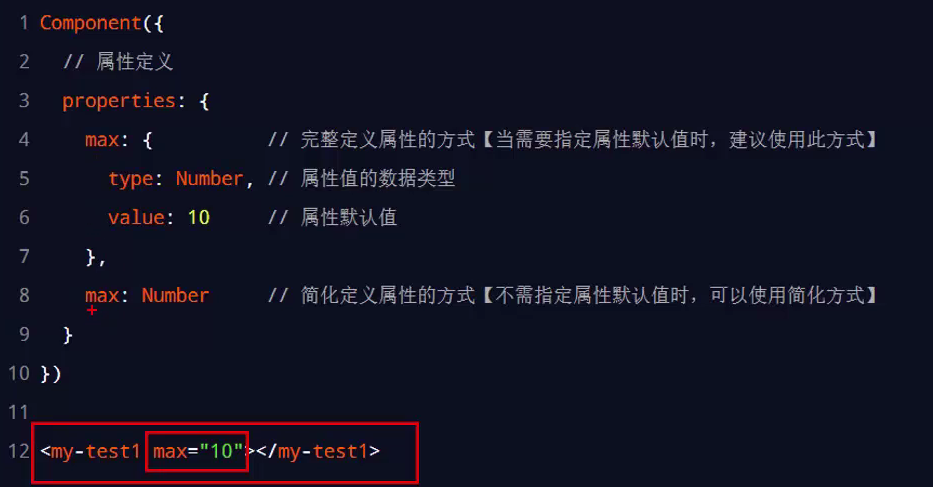 1 Component({
2 // 属性定义
3 properties: {
4 max: { // 完整定义属性的方式【当需要指定属性默认值时，建议使用此方式】
5 type: Number, // 属性值的数据类型
6 value: 10 // 属性默认值
7 },
8 max: Number // 简化定义属性的方式【不需指定属性默认值时，可以使用简化方式】
9 }
10 })
11
12 <my-test1 max="10"></my-test1>